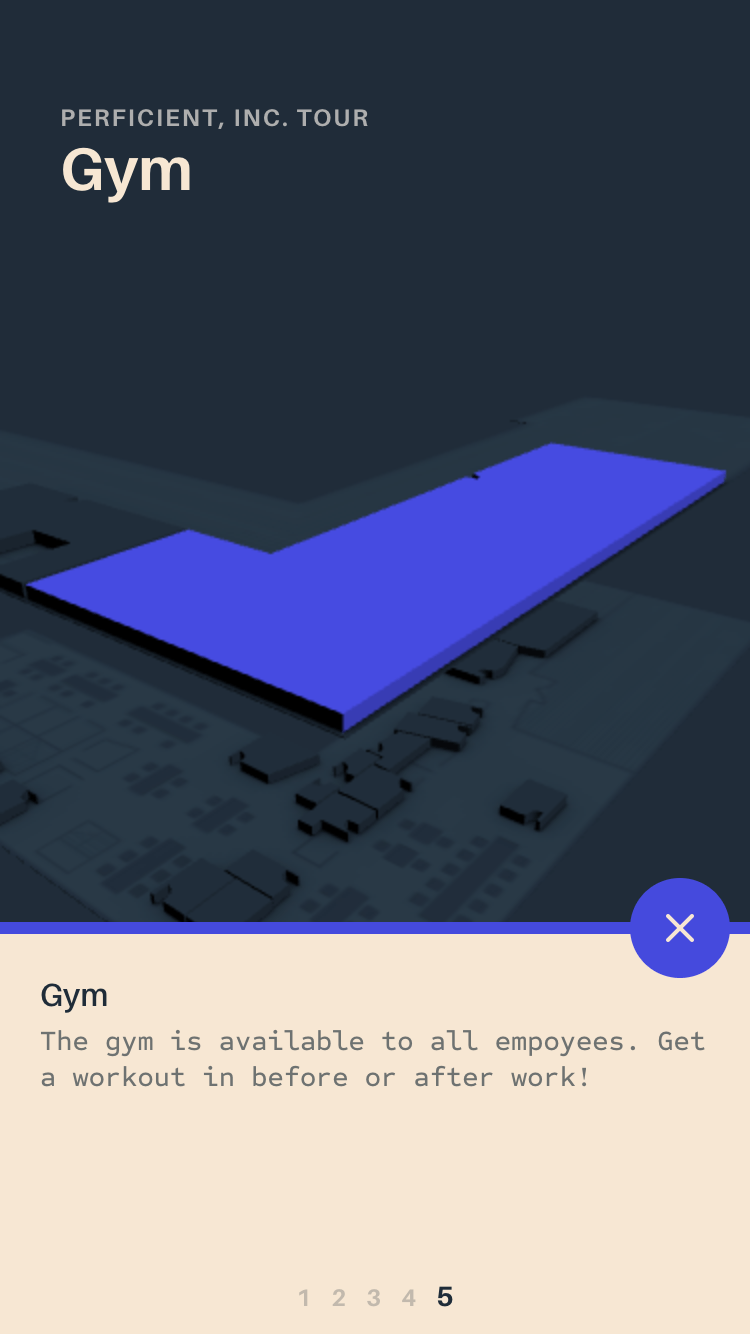 PERFICIENT, INC. TOUR
Gym
Gym
The gym is available to all empoyees. Get
a workout in before or after work!
1 2 3 4 5